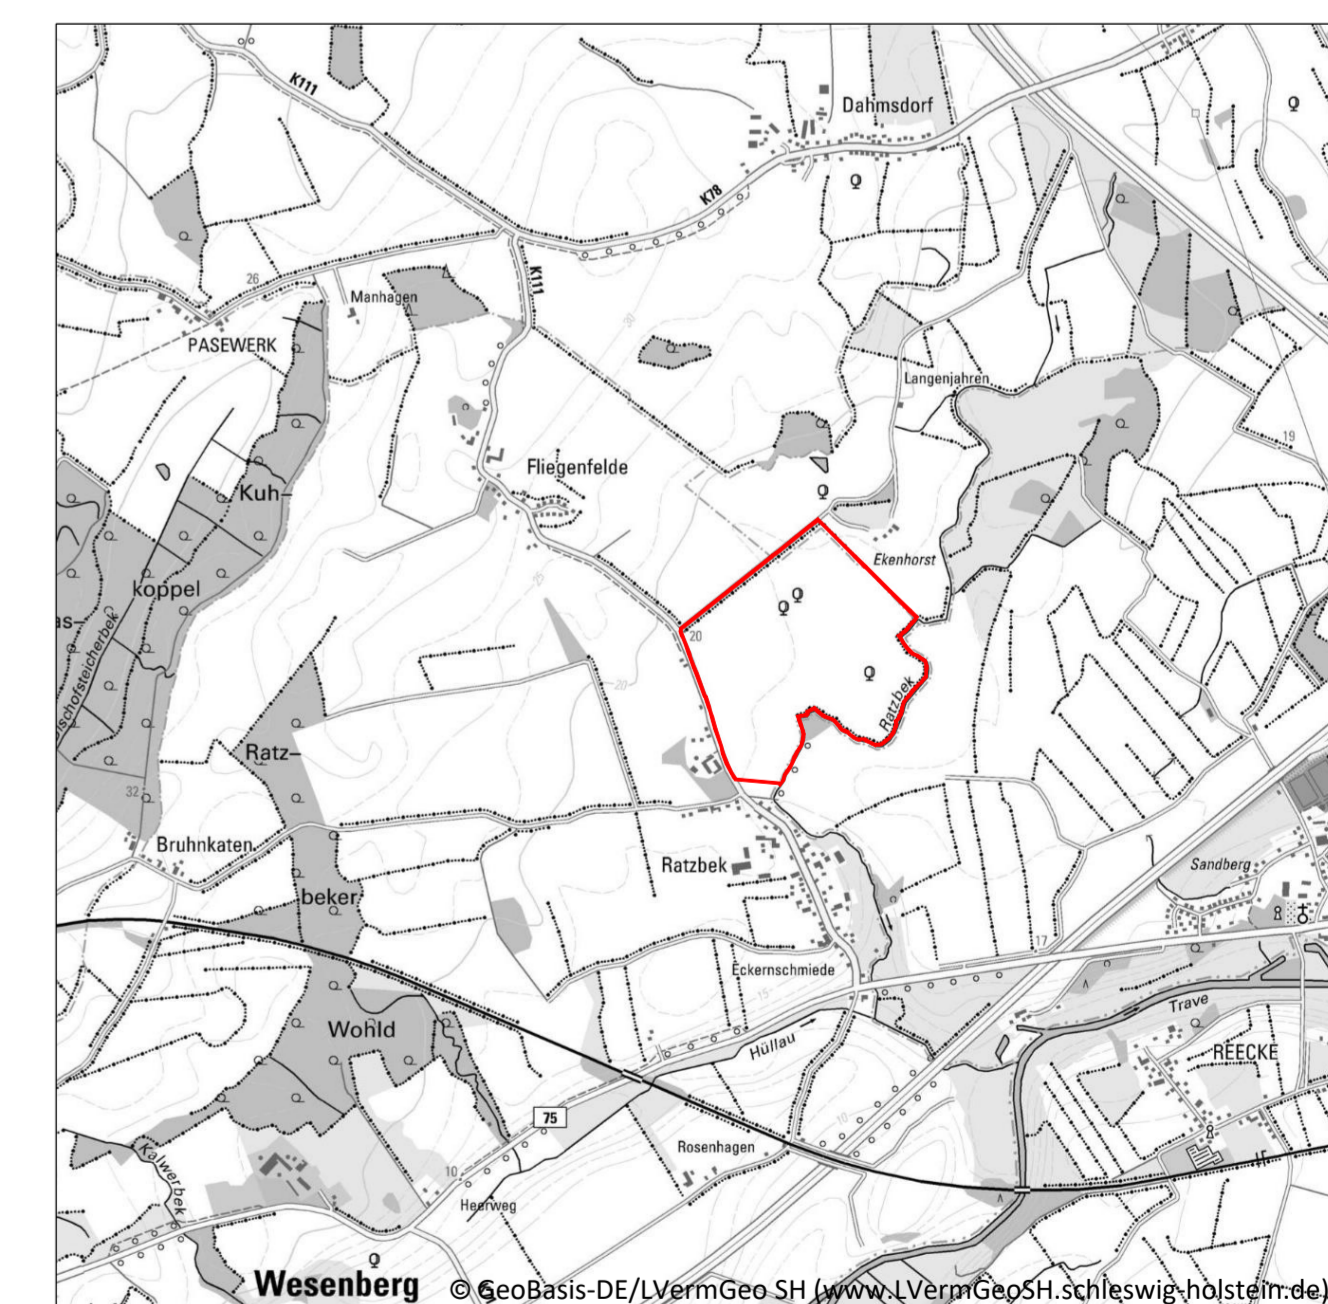 K111
Dahmsdorf
K78
26
Manhagen
K111
30
PASEWERK
Langenjahren
19
Fliegenfelde
Kuh-
Ekenhorst
koppel
20
20
Ratzbek
Ratz-
32
Bruhnkaten
Ratzbek
Sandberg
beker
17
Eckernschmiede
15
Trave
Wohld
Hüllau
REECKE
75
10
Rosenhagen
10
Heerweg
Wesenberg
© GeoBasis-DE/LVermGeo SH (www.LVermGeoSH.schleswig-holstein.de)